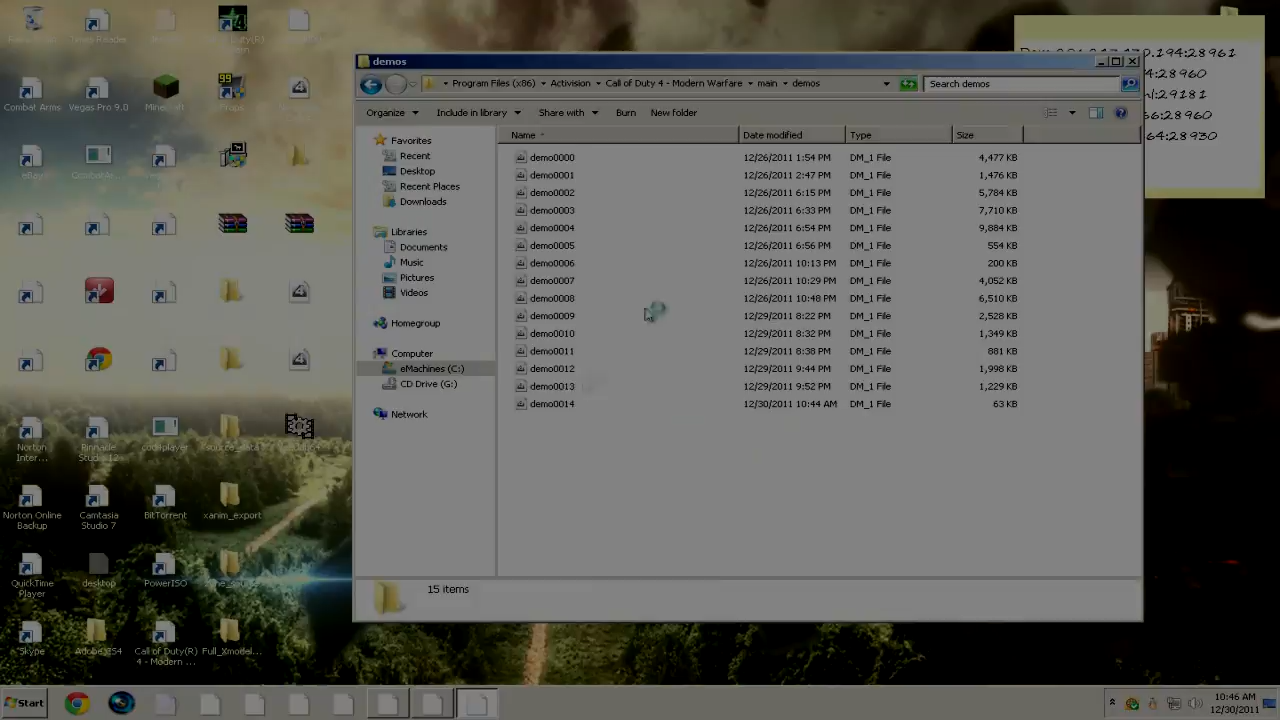 demos
Program Files (x86) Activision Call of Duty 4 - Modern Warfare main demos
Search demos
Organize Include in library Share with Burn New folder
Name Date modified Type Size
Favorites
Recent
Desktop
Recent Places
Downloads
Libraries
Documents
Music
Pictures
Videos
Homegroup
Computer
eMachines (C:)
CD Drive (G:)
Network
demo0000 12/26/2011 1:54 PM DM_1 File 4,477 KB
demo0001 12/26/2011 2:47 PM DM_1 File 1,476 KB
demo0002 12/26/2011 6:15 PM DM_1 File 5,784 KB
demo0003 12/26/2011 6:33 PM DM_1 File 7,710 KB
demo0004 12/26/2011 6:54 PM DM_1 File 9,884 KB
demo0005 12/26/2011 6:56 PM DM_1 File 554 KB
demo0006 12/26/2011 10:13 PM DM_1 File 200 KB
demo0007 12/26/2011 10:29 PM DM_1 File 4,052 KB
demo0008 12/26/2011 10:48 PM DM_1 File 6,510 KB
demo0009 12/29/2011 8:22 PM DM_1 File 2,528 KB
demo0010 12/29/2011 8:32 PM DM_1 File 1,349 KB
demo0011 12/29/2011 8:38 PM DM_1 File 881 KB
demo0012 12/29/2011 9:44 PM DM_1 File 1,998 KB
demo0013 12/29/2011 9:52 PM DM_1 File 1,229 KB
demo0014 12/30/2011 10:44 AM DM_1 File 63 KB
15 items
Combat Arms
Vegas Pro 9.0
Minecraft
eBay
Norton
Inter...
Pinnacle
Studio 12
Norton Online
Backup
Camtasia
Studio 7
BitTorrent
xanim_export
QuickTime
Player
desktop
PowerISO
Skype
Adobe CS4
Call of Duty(R)
4 - Modern ...
Full_Xmodel...
:28961
:28960
:29181
:28960
:28930
Start
10:46 AM
12/30/2011